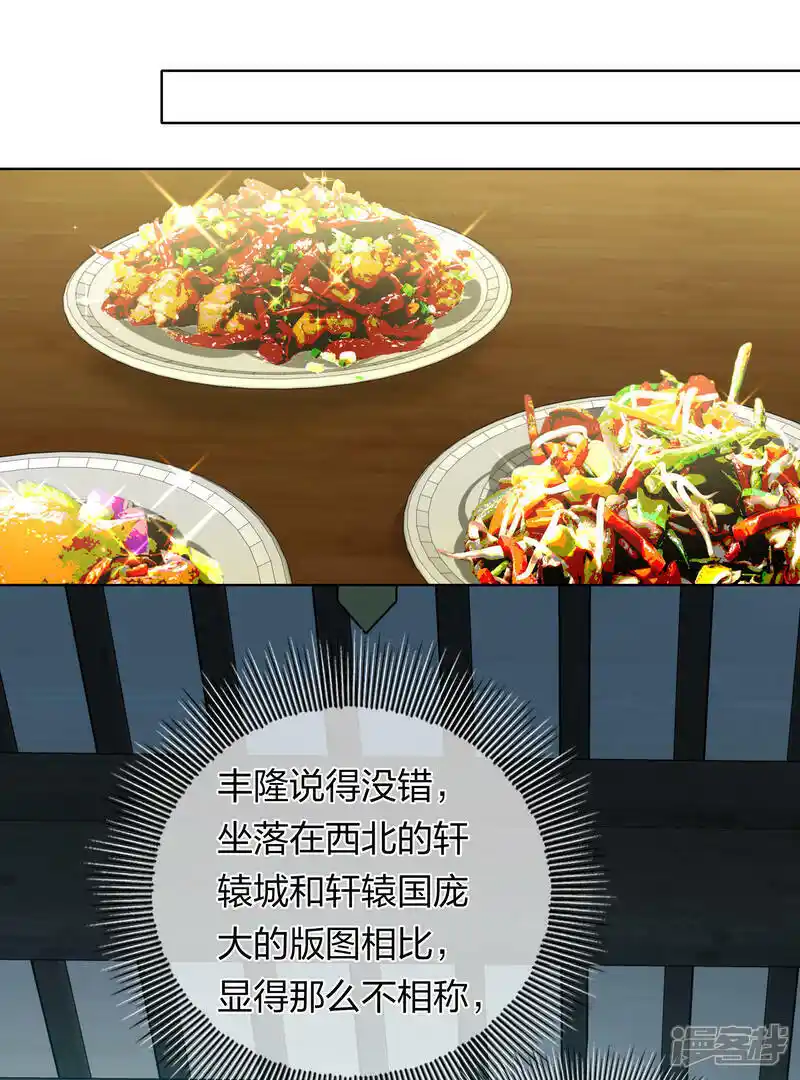 丰隆说得没错，
坐落在西北的轩
辕城和轩辕国庞
大的版图相比，
显得那么不相称，
漫客栈